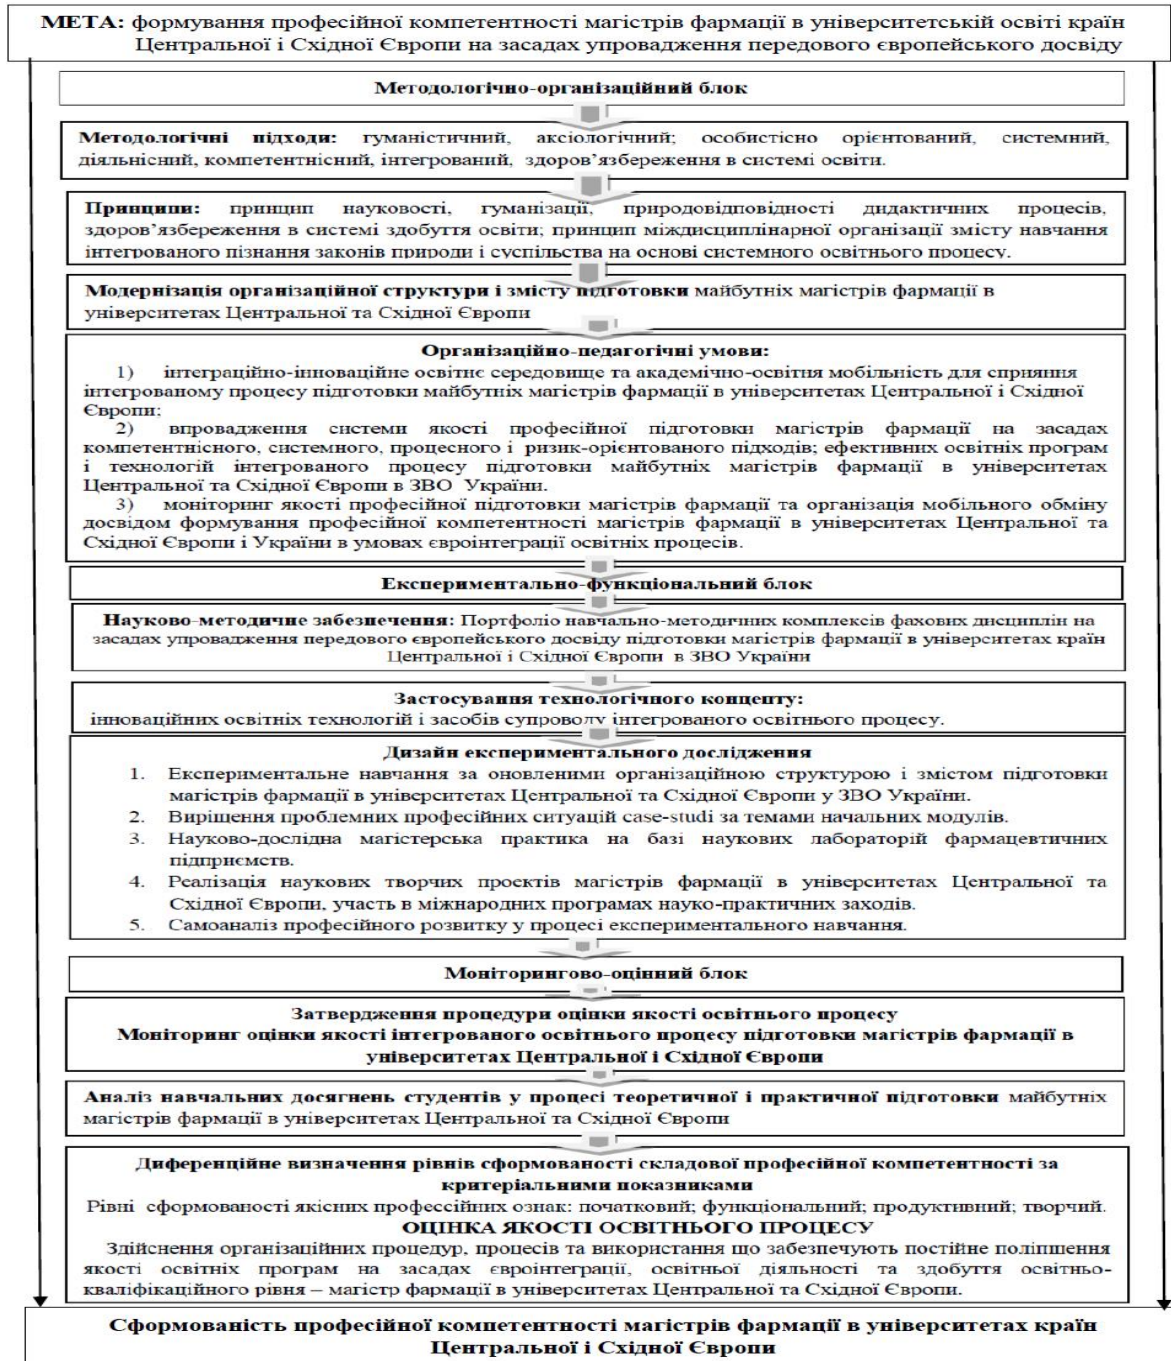 МЕТА: формування професійної компетентності магістрів фармації в університетській освіті країн
Центральної і Східної Європи на засадах упровадження передового європейського досвіду
Методологічно-організаційний блок
Методологічні підходи: гуманістичний, аксіологічний; особистісно орієнтований, системний,
діяльнісний, компетентнісний, інтегрований, здоров’язбереження в системі освіти.
Принципи: принцип науковості, гуманізації, природовідповідності дидактичних процесів,
здоров’язбереження в системі здобуття освіти; принцип міждисциплінарної організації змісту навчання
інтегрованого пізнання законів природи і суспільства на основі системного освітнього процесу.
Модернізація організаційної структури і змісту підготовки майбутніх магістрів фармації в
університетах Центральної та Східної Європи
Організаційно-педагогічні умови:
1) інтеграційно-інноваційне освітнє середовище та академічно-освітня мобільність для сприяння
інтегрованому процесу підготовки майбутніх магістрів фармації в університетах Центральної і Східної
Європи;
2) впровадження системи якості професійної підготовки магістрів фармації на засадах
компетентнісного, системного, процесного і ризик-орієнтованого підходів; ефективних освітніх програм
і технологій інтегрованого процесу підготовки майбутніх магістрів фармації в університетах
Центральної та Східної Європи в ЗВО України.
3) моніторинг якості професійної підготовки магістрів фармації та організація мобільного обміну
досвідом формування професійної компетентності магістрів фармації в університетах Центральної та
Східної Європи і України в умовах євроінтеграції освітніх процесів.
Експериментально-функціональний блок
Науково-методичне забезпечення: Портфоліо навчально-методичних комплексів фахових дисциплін на
засадах упровадження передового європейського досвіду підготовки магістрів фармації в університетах країн
Центральної і Східної Європи в ЗВО України
Застосування технологічного концепту:
інноваційних освітніх технологій і засобів супроводу інтегрованого освітнього процесу.
Дизайн експериментального дослідження
1. Експериментальне навчання за оновленими організаційною структурою і змістом підготовки
магістрів фармації в університетах Центральної та Східної Європи у ЗВО України.
2. Виріщення проблемних професійних ситуацій case-studi за темами начальних модулів.
3. Науково-дослідна магістерська практика на базі наукових лабораторій фармацевтичних
підприємств.
4. Реалізація наукових творчих проектів магістрів фармації в університетах Центральної та
Східної Європи, участь в міжнародних програмах науко-практичних заходів.
5. Самоаналіз професійного розвитку у процесі експериментального навчання.
Моніторингово-оцінний блок
Затвердження процедури оцінки якості освітнього процесу
Моніторинг оцінки якості інтегрованого освітнього процесу підготовки магістрів фармації в
університетах Центральної і Східної Європи
Аналіз навчальних досягнень студентів у процесі теоретичної і практичної підготовки майбутніх
магістрів фармації в університетах Центральної та Східної Європи
Диференційне визначення рівнів сформованості складової професійної компетентності за
критеріальними показниками
Рівні сформованості якісних профессійних ознак: початковий; функціональний; продуктивний; творчий.
ОЦІНКА ЯКОСТІ ОСВІТНЬОГО ПРОЦЕСУ
Здійснення організаційних процедур, процесів та використання що забезпечують постійне поліпшення
якості освітніх програм на засадах євроінтеграції, освітньої діяльності та здобуття освітньо-
кваліфікаційного рівня – магістр фармації в університетах Центральної та Східної Європи.
Сформованість професійної компетентності магістрів фармації в університетах країн
Центральної і Східної Європи